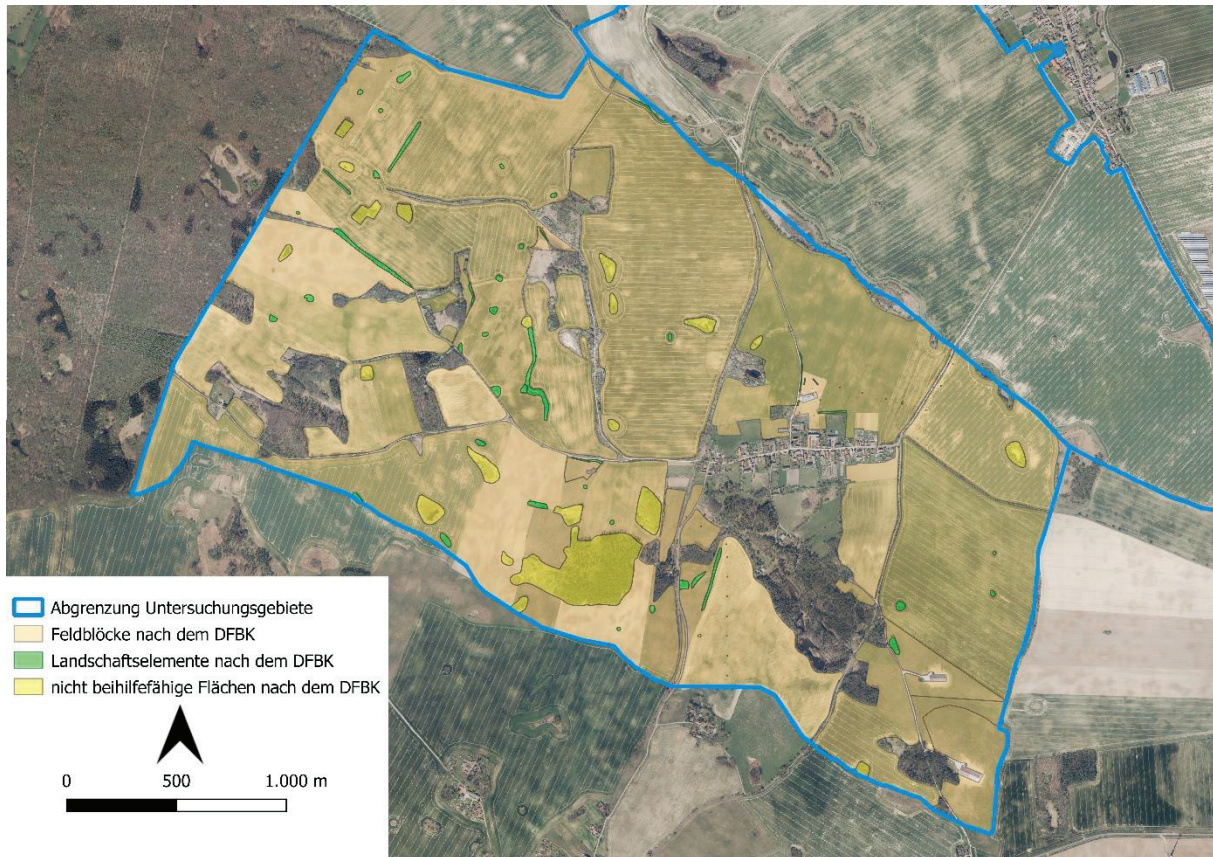 Abgrenzung Untersuchungsgebiete
Feldblöcke nach dem DFBK
Landschaftselemente nach dem DFBK
nicht beihilfefähige Flächen nach dem DFBK
0 500 1.000 m